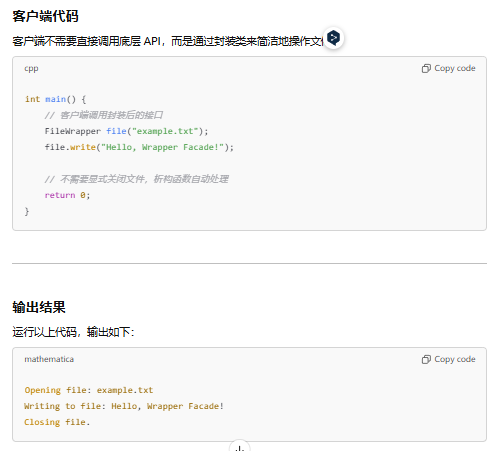 客户端代码
客户端不需要直接调用底层 API，而是通过封装类来简洁地操作文
cpp
Copy code
int main() {
    // 客户端调用封装后的接口
    FileWrapper file("example.txt");
    file.write("Hello, Wrapper Facade!");
    // 不需要显式关闭文件，析构函数自动处理
    return 0;
}
输出结果
运行以上代码，输出如下：
mathematica
Copy code
Opening file: example.txt
Writing to file: Hello, Wrapper Facade!
Closing file.